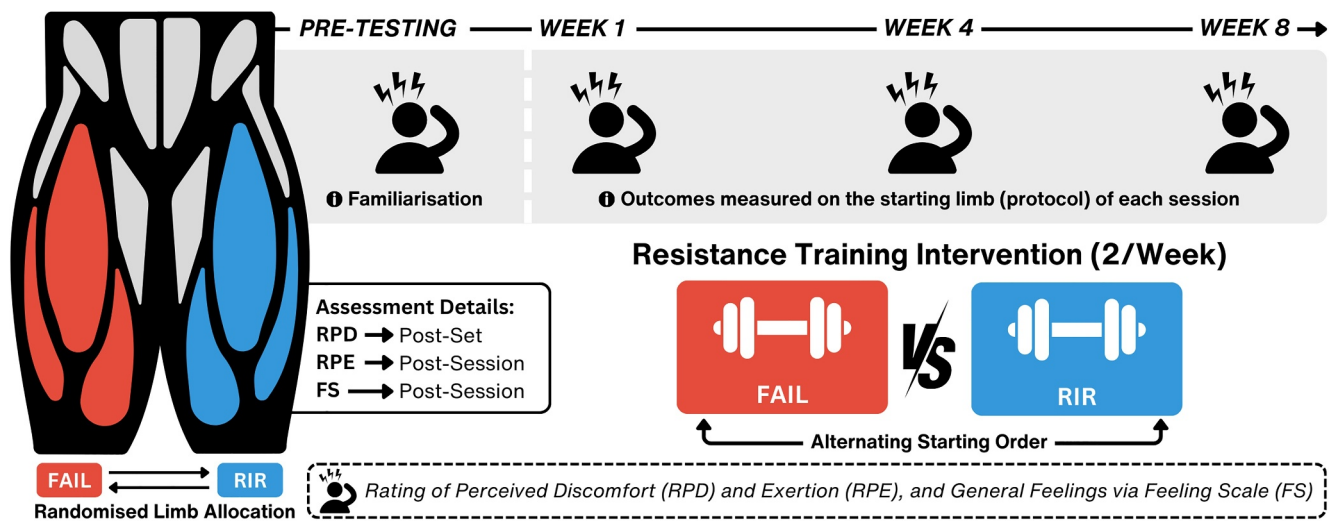 PRE-TESTING
WEEK 1
WEEK 4
WEEK 8
Familiarisation
Outcomes measured on the starting limb (protocol) of each session
Resistance Training Intervention (2/Week)
Assessment Details:
RPD Post-Set
RPE Post-Session
FS Post-Session
FAIL
VS
RIR
Alternating Starting Order
FAIL
RIR
Randomised Limb Allocation
Rating of Perceived Discomfort (RPD) and Exertion (RPE), and General Feelings via Feeling Scale (FS)